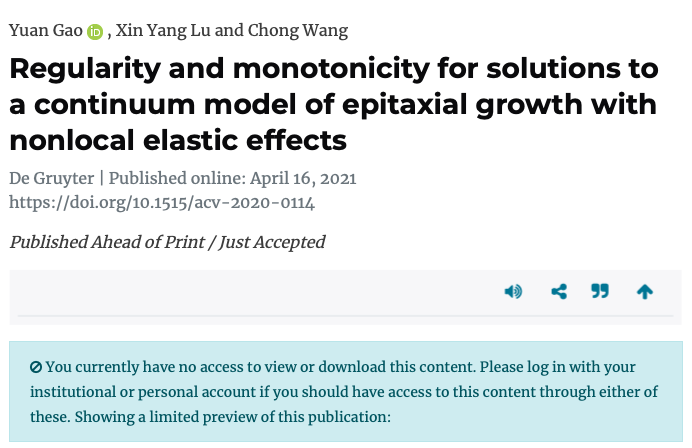 Yuan Gao iD , Xin Yang Lu and Chong Wang
Regularity and monotonicity for solutions to
a continuum model of epitaxial growth with
nonlocal elastic effects
De Gruyter | Published online: April 16, 2021
https://doi.org/10.1515/acv-2020-0114
Published Ahead of Print / Just Accepted
You currently have no access to view or download this content. Please log in with your
institutional or personal account if you should have access to this content through either of
these. Showing a limited preview of this publication: